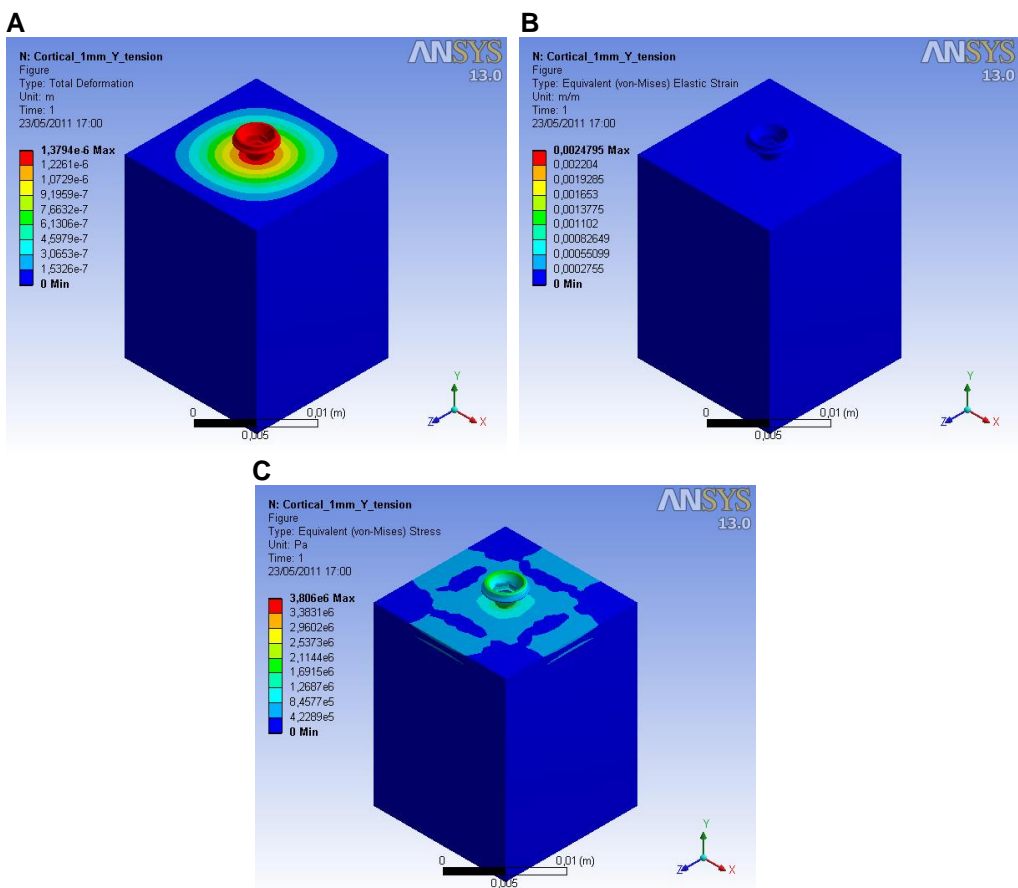 A
N: Cortical_1mm_Y_tension
Figure
Type: Total Deformation
Unit: m
Time: 1
23/05/2011 17:00
ANSYS
13.0
1,3794e-6 Max
1,2261e-6
1,0729e-6
9,1959e-7
7,6632e-7
6,1306e-7
4,5979e-7
3,0653e-7
1,5326e-7
0 Min
0
0,01 (m)
0,005
Y
Z
X
B
N: Cortical_1mm_Y_tension
Figure
Type: Equivalent (von-Mises) Elastic Strain
Unit: m/m
Time: 1
23/05/2011 17:00
ANSYS
13.0
0,0024795 Max
0,002204
0,0019285
0,001653
0,0013775
0,001102
0,00082649
0,00055099
0,0002755
0 Min
0
0,01 (m)
0,005
Y
Z
X
C
N: Cortical_1mm_Y_tension
Figure
Type: Equivalent (von-Mises) Stress
Unit: Pa
Time: 1
23/05/2011 17:00
ANSYS
13.0
3,806e6 Max
3,3831e6
2,9602e6
2,5373e6
2,1144e6
1,6915e6
1,2687e6
8,4577e5
4,2289e5
0 Min
0
0,01 (m)
0,005
Y
Z
X